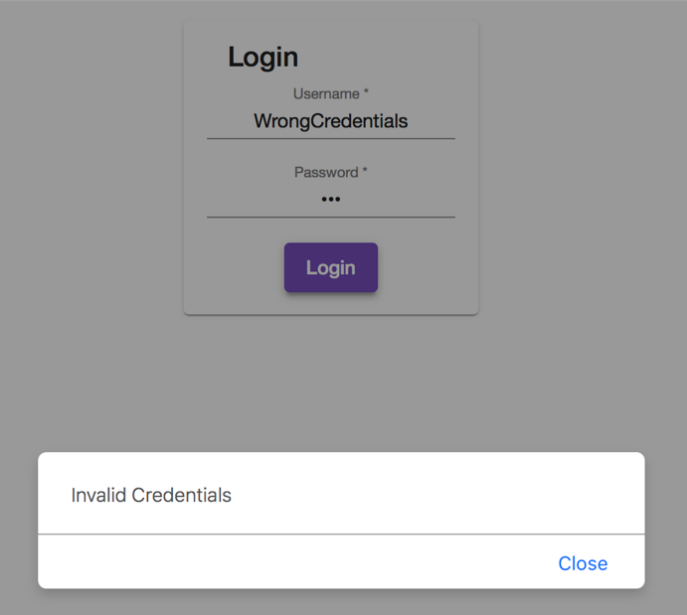 Login
Username *
WrongCredentials
Password *
•••
Login
Invalid Credentials
Close